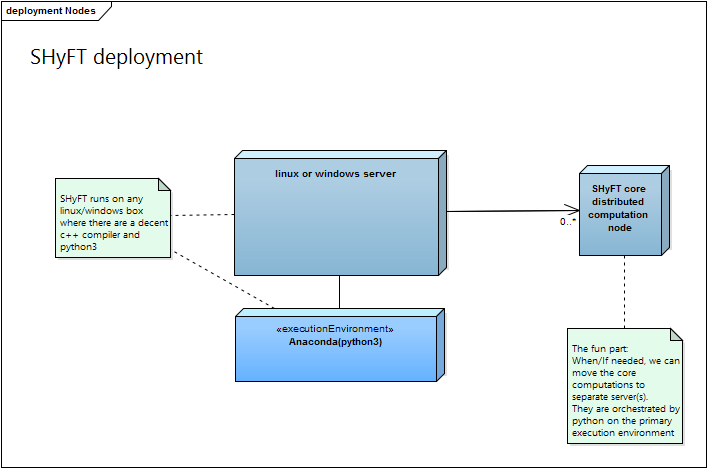 deployment Nodes
SHyFT deployment
linux or windows server
SHyFT core
distributed
computation
node
SHyFT runs on any
linux/windows box
where there are a decent
c++ compiler and
python3
0..*
«executionEnvironment»
Anaconda(python3)
The fun part:
When/If needed, we can
move the core
computations to
separate server(s).
They are orchestrated by
python on the primary
execution environment